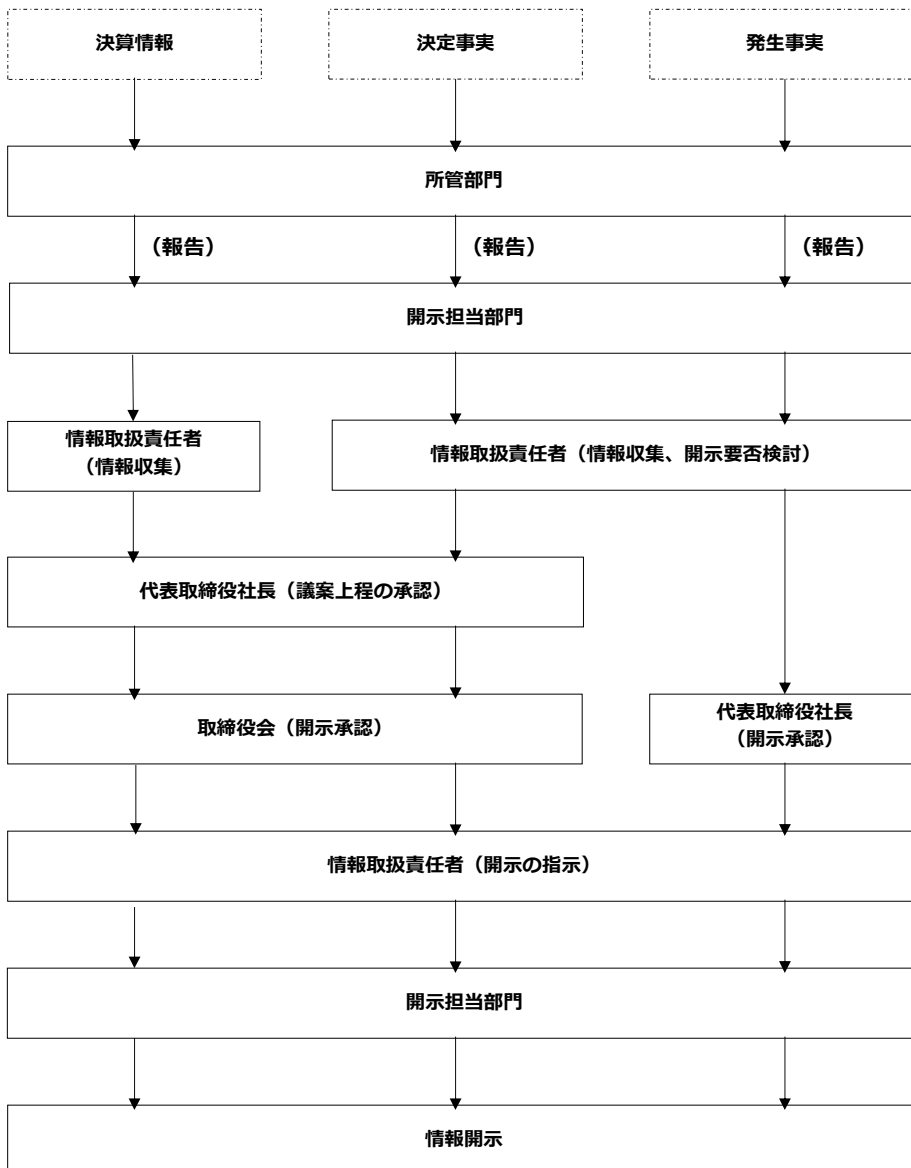 決算情報
決定事実
発生事実
所管部門
（報告）
（報告）
（報告）
開示担当部門
情報取扱責任者
（情報収集）
情報取扱責任者（情報収集、開示要否検討）
代表取締役社長（議案上程の承認）
取締役会（開示承認）
代表取締役社長
（開示承認）
情報取扱責任者（開示の指示）
開示担当部門
情報開示